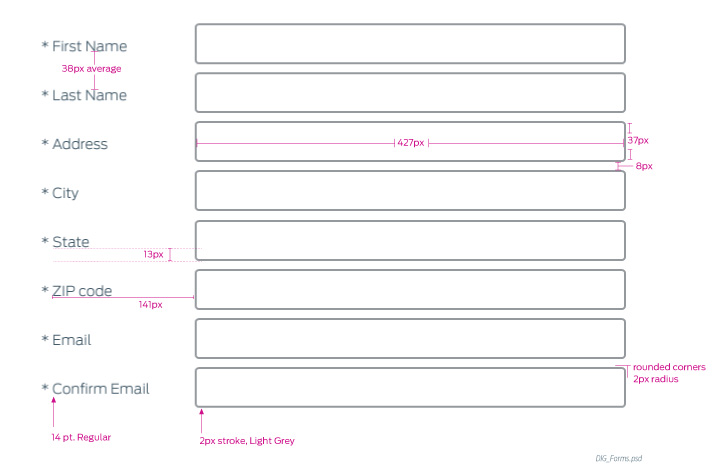 * First Name
38px average
* Last Name
* Address
427px
37px
8px
* City
* State
13px
* ZIP code
141px
* Email
rounded corners
2px radius
* Confirm Email
14 pt. Regular
2px stroke, Light Grey
DIG_Forms.psd